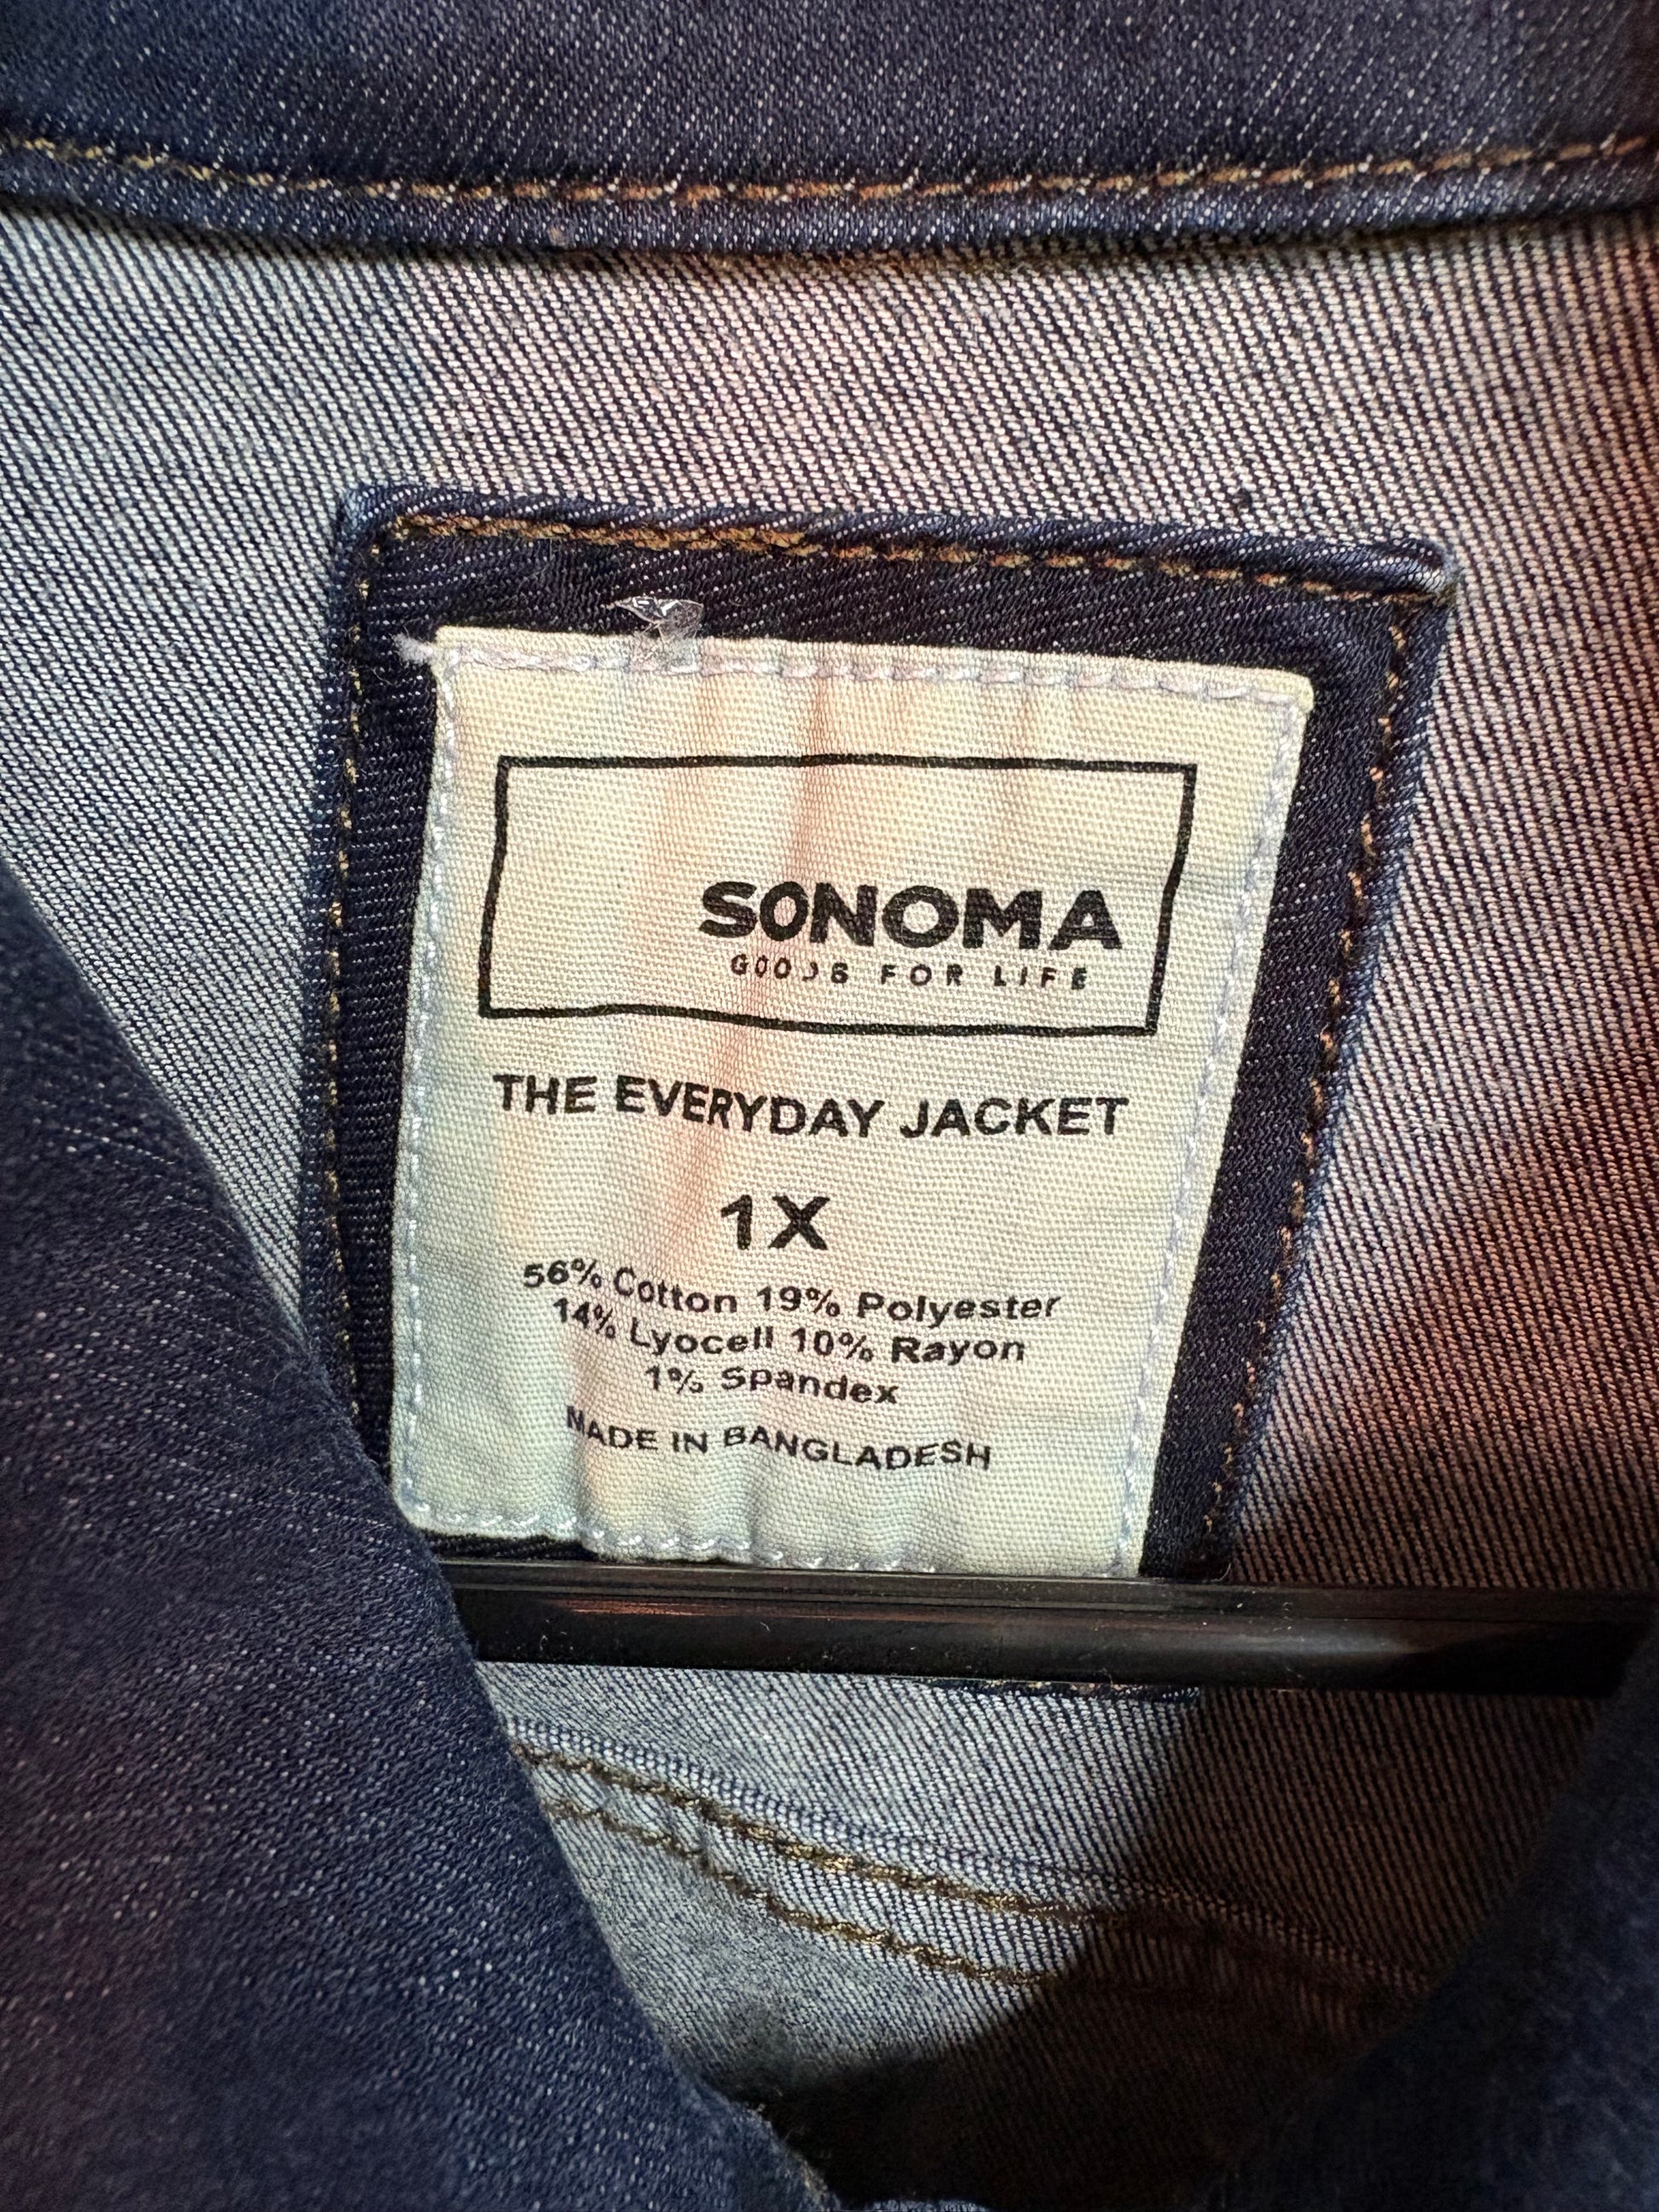 SONOMA
GOODS FOR LIFE
THE EVERYDAY JACKET
1X
56% Cotton 19% Polyester
14% Lyocell 10% Rayon
1% Spandex
MADE IN BANGLADESH